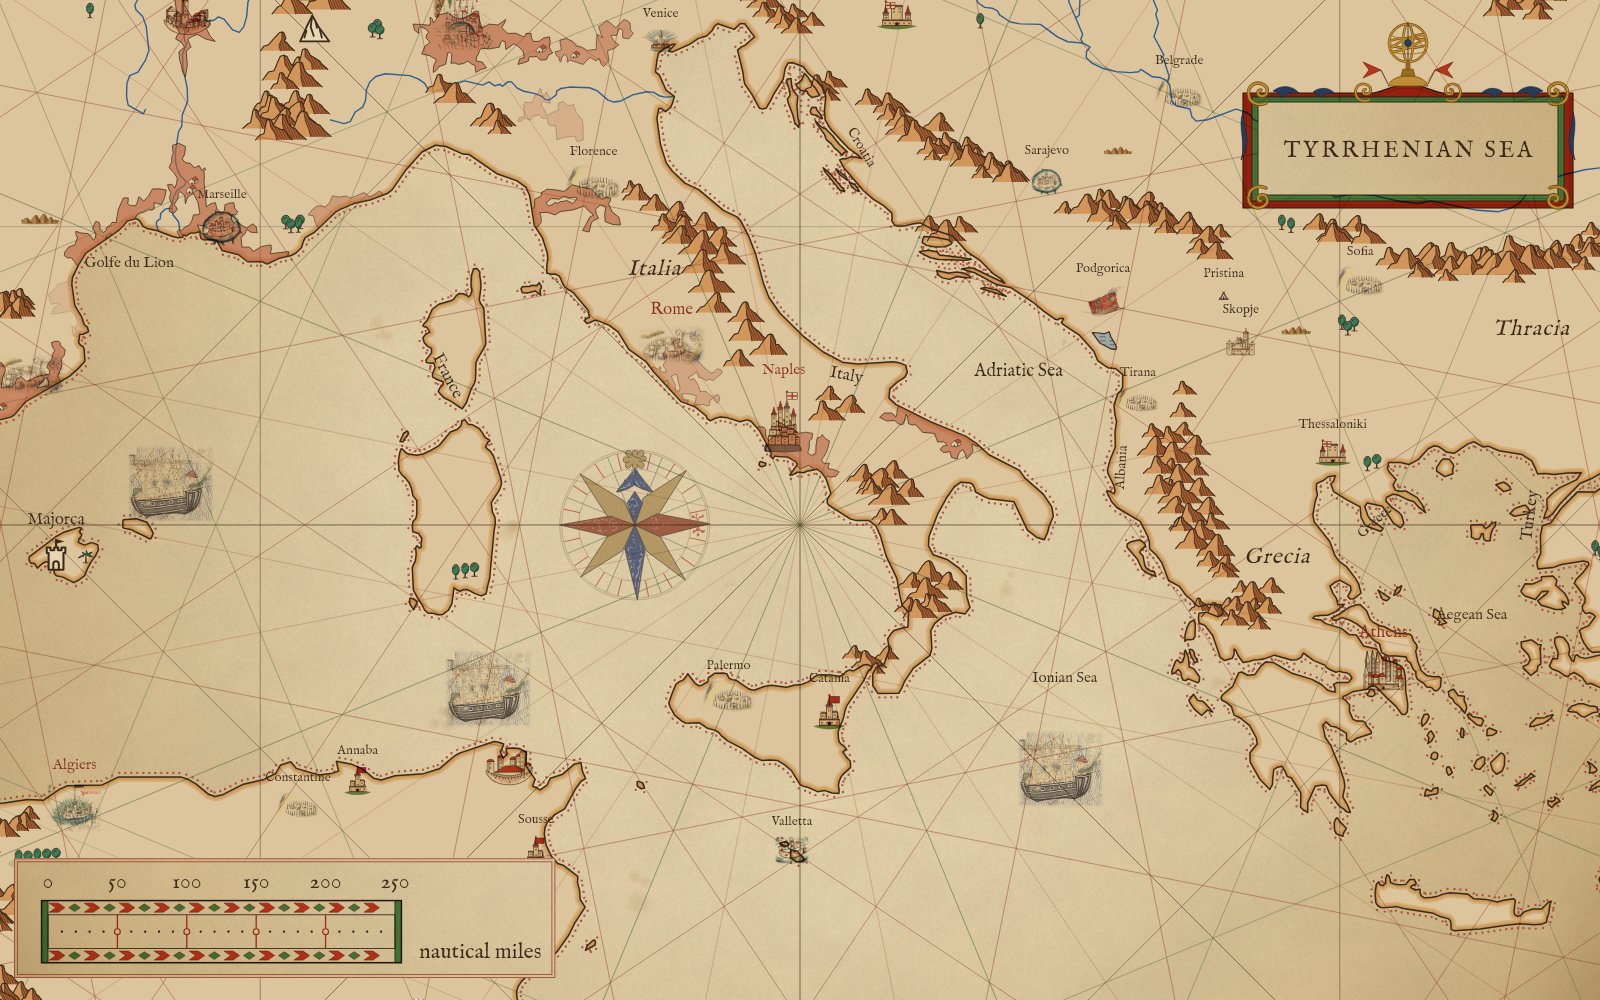 Venice
Belgrade
TYRRHENIAN SEA
Croatia
Florence
Sarajevo
Marseille
Golfe du Lion
Italia
Podgorica
Pristina
Sofia
Rome
Skopje
Thracia
France
Naples
Italy
Adriatic Sea
Tirana
Thessaloniki
Albania
Majorca
Greece
Turkey
Grecia
Aegean Sea
Athens
Palermo
Catania
Ionian Sea
Algiers
Constantine
Annaba
Sousse
Valletta
0 50 100 150 200 250
nautical miles